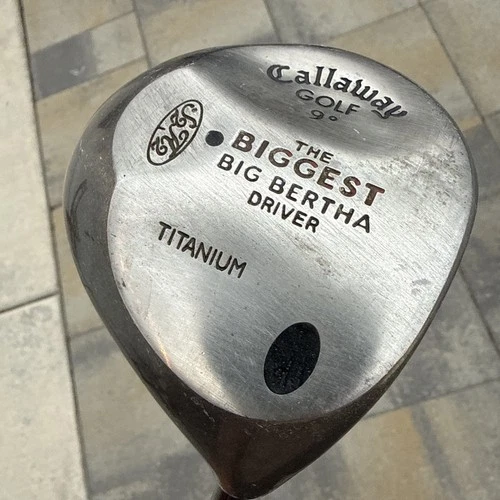 Callaway
GOLF
9°
THE
BIGGEST
BIG BERTHA
DRIVER
TITANIUM